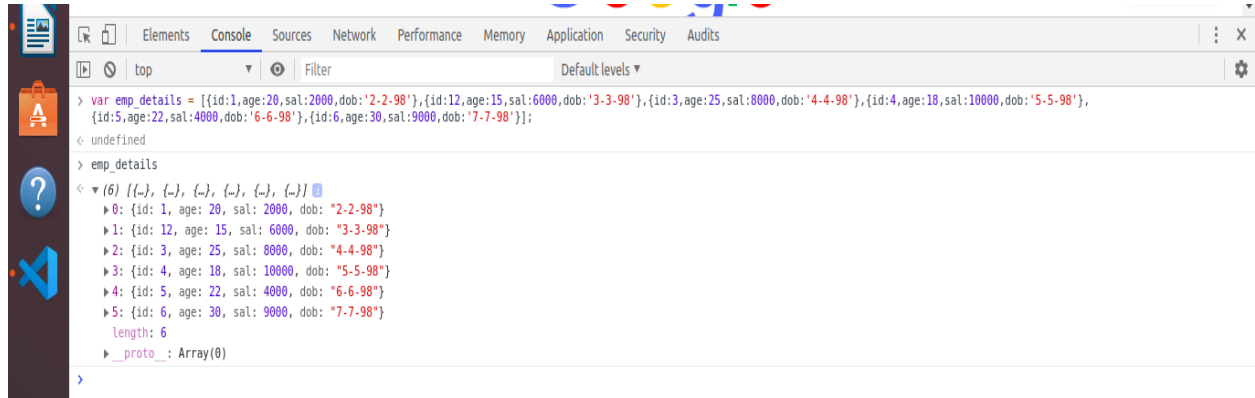 Elements Console Sources Network Performance Memory Application Security Audits
top Filter Default levels
var emp_details = [{id:1,age:20,sal:2000,dob:'2-2-98'},{id:12,age:15,sal:6000,dob:'3-3-98'},{id:3,age:25,sal:8000,dob:'4-4-98'},{id:4,age:18,sal:10000,dob:'5-5-98'},
{id:5,age:22,sal:4000,dob:'6-6-98'},{id:6,age:30,sal:9000,dob:'7-7-98'}];
undefined
emp_details
(6) [{…}, {…}, {…}, {…}, {…}, {…}]
0: {id: 1, age: 20, sal: 2000, dob: "2-2-98"}
1: {id: 12, age: 15, sal: 6000, dob: "3-3-98"}
2: {id: 3, age: 25, sal: 8000, dob: "4-4-98"}
3: {id: 4, age: 18, sal: 10000, dob: "5-5-98"}
4: {id: 5, age: 22, sal: 4000, dob: "6-6-98"}
5: {id: 6, age: 30, sal: 9000, dob: "7-7-98"}
length: 6
__proto__: Array(0)